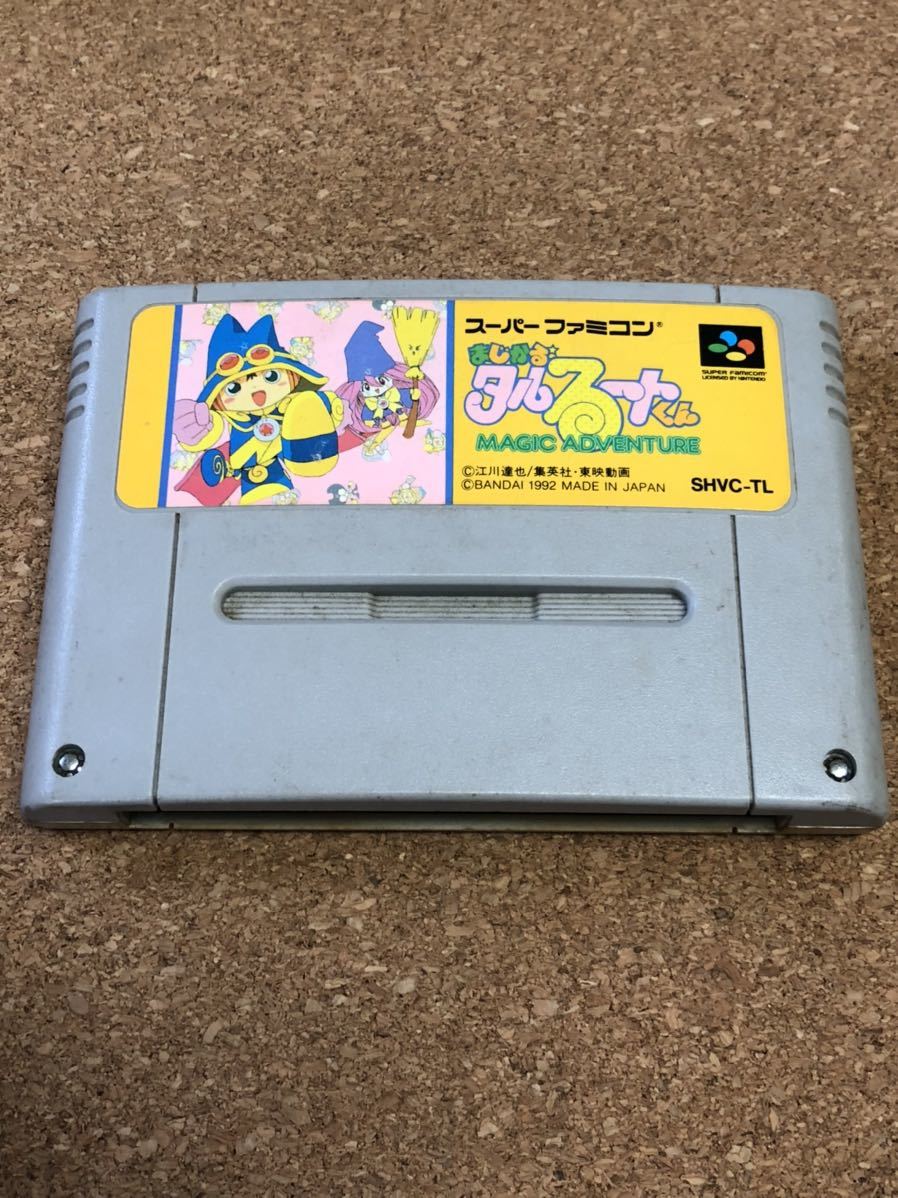 スーパーファミコン®
まじかる
タルるートくん
MAGIC ADVENTURE
©江川達也/集英社・東映動画
©BANDAI 1992 MADE IN JAPAN
SUPER FAMICOM
LICENSED BY NINTENDO
SHVC-TL